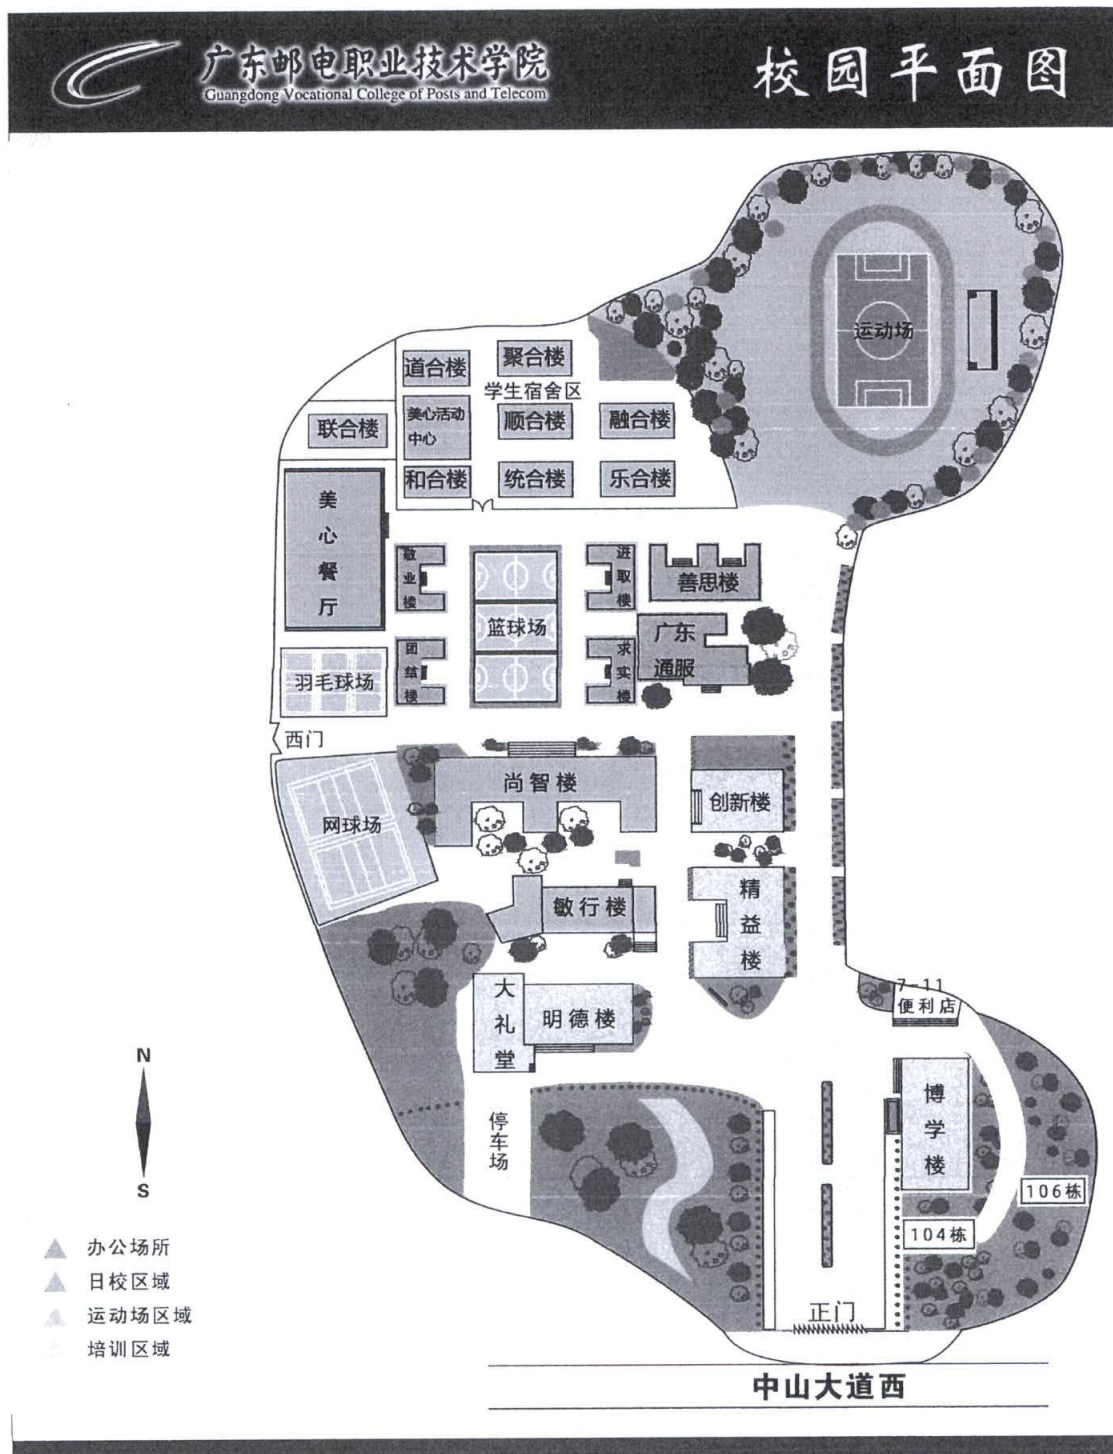 广东邮电职业技术学院
Guangdong Vocational College of Posts and Telecom
校园平面图
运动场
道合楼
聚合楼
学生宿舍区
联合楼
美心活动
中心
顺合楼
融合楼
和合楼
统合楼
乐合楼
美心餐厅
敬业楼
进取楼
善思楼
篮球场
广东
通服
团结楼
求实楼
羽毛球场
西门
尚智楼
创新楼
网球场
敏行楼
精益楼
大礼堂
明德楼
7-11
便利店
博学楼
停车场
106栋
104栋
N
S
办公场所
日校区域
运动场区域
培训区域
正门
中山大道西